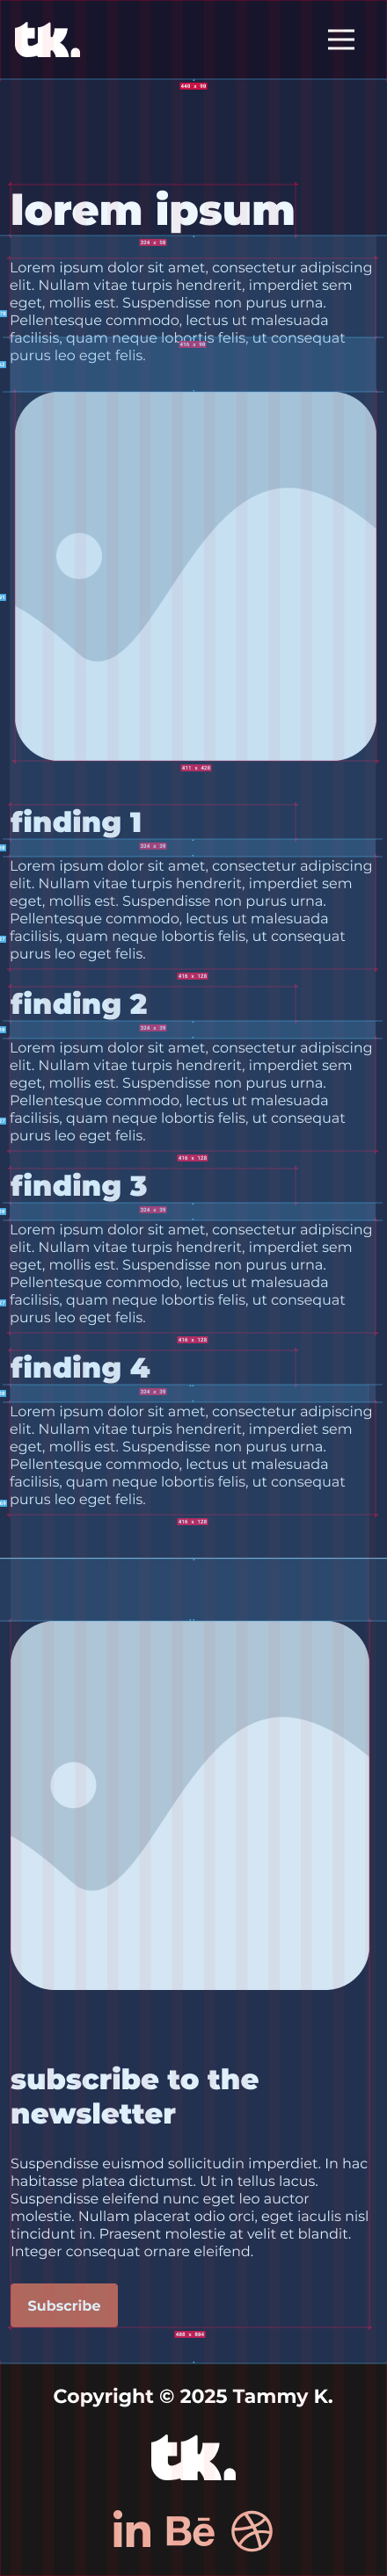 tk.
440 x 90
lorem ipsum
324 x 58
Lorem ipsum dolor sit amet, consectetur adipiscing
elit. Nullam vitae turpis hendrerit, imperdiet sem
eget, mollis est. Suspendisse non purus urna.
Pellentesque commodo, lectus ut malesuada
facilisis, quam neque lobortis felis, ut consequat
416 x 90
purus leo eget felis.
411 x 420
finding 1
324 x 39
Lorem ipsum dolor sit amet, consectetur adipiscing
elit. Nullam vitae turpis hendrerit, imperdiet sem
eget, mollis est. Suspendisse non purus urna.
Pellentesque commodo, lectus ut malesuada
facilisis, quam neque lobortis felis, ut consequat
purus leo eget felis.
416 x 128
finding 2
324 x 39
Lorem ipsum dolor sit amet, consectetur adipiscing
elit. Nullam vitae turpis hendrerit, imperdiet sem
eget, mollis est. Suspendisse non purus urna.
Pellentesque commodo, lectus ut malesuada
facilisis, quam neque lobortis felis, ut consequat
purus leo eget felis.
416 x 128
finding 3
324 x 39
Lorem ipsum dolor sit amet, consectetur adipiscing
elit. Nullam vitae turpis hendrerit, imperdiet sem
eget, mollis est. Suspendisse non purus urna.
Pellentesque commodo, lectus ut malesuada
facilisis, quam neque lobortis felis, ut consequat
purus leo eget felis.
416 x 128
finding 4
324 x 39
Lorem ipsum dolor sit amet, consectetur adipiscing
elit. Nullam vitae turpis hendrerit, imperdiet sem
eget, mollis est. Suspendisse non purus urna.
Pellentesque commodo, lectus ut malesuada
facilisis, quam neque lobortis felis, ut consequat
purus leo eget felis.
416 x 128
subscribe to the
newsletter
Suspendisse euismod sollicitudin imperdiet. In hac
habitasse platea dictumst. Ut in tellus lacus.
Suspendisse eleifend nunc eget leo auctor
molestie. Nullam placerat odio orci, eget iaculis nisl
tincidunt in. Praesent molestie at velit et blandit.
Integer consequat ornare eleifend.
Subscribe
408 x 804
Copyright © 2025 Tammy K.
tk.
in Bē